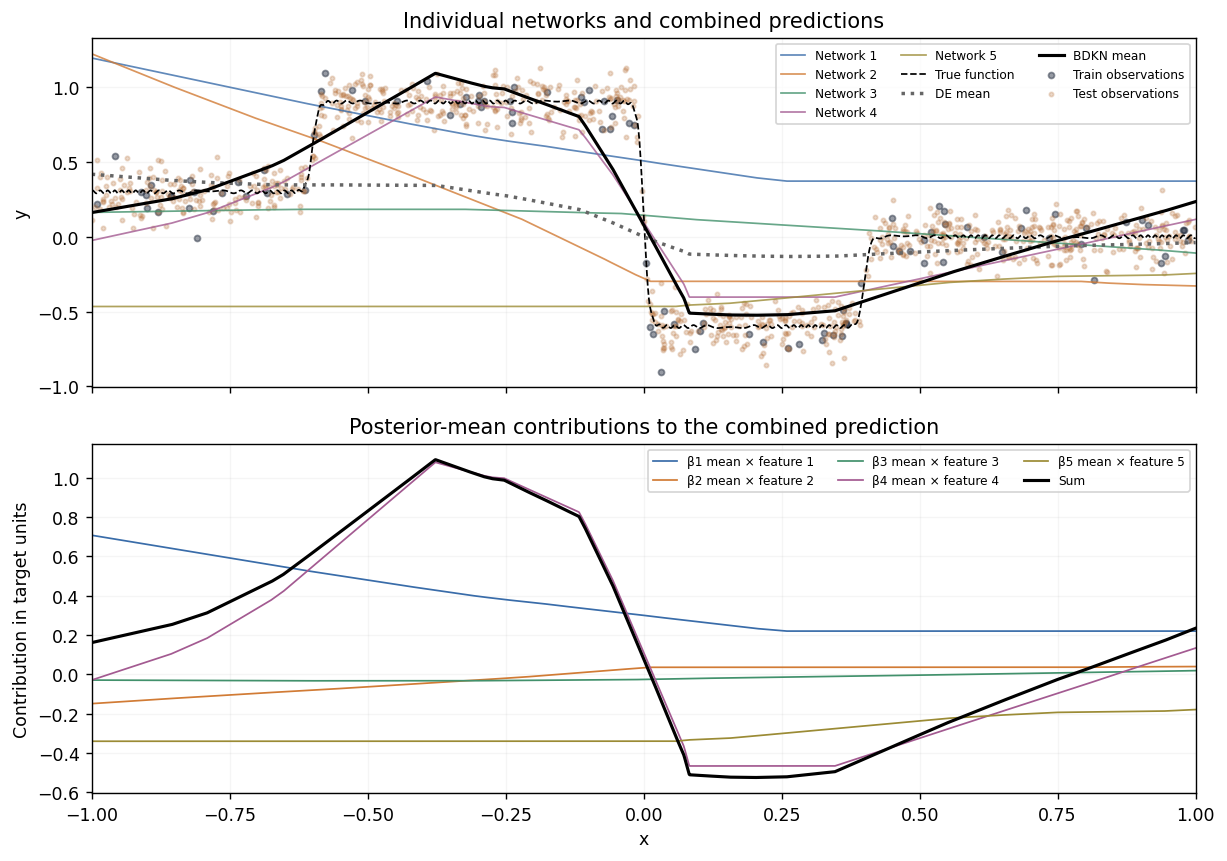 Individual networks and combined predictions
Network 1
Network 2
Network 3
Network 4
Network 5
True function
DE mean
BDKN mean
Train observations
Test observations
1.0
0.5
0.0
−0.5
−1.0
y
Posterior-mean contributions to the combined prediction
β1 mean × feature 1
β2 mean × feature 2
β3 mean × feature 3
β4 mean × feature 4
β5 mean × feature 5
Sum
1.0
0.8
0.6
0.4
0.2
0.0
−0.2
−0.4
−0.6
Contribution in target units
−1.00 −0.75 −0.50 −0.25 0.00 0.25 0.50 0.75 1.00
x